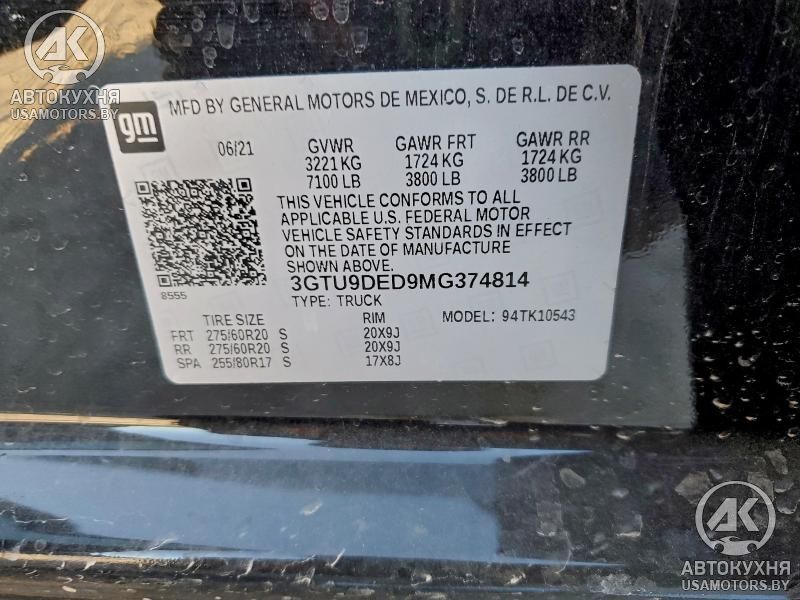 AK
АВТОКУХНЯ
USAMOTORS.BY
gm
MFD BY GENERAL MOTORS DE MEXICO, S. DE R.L. DE C.V.
06/21 GVWR GAWR FRT GAWR RR
3221 KG 1724 KG 1724 KG
7100 LB 3800 LB 3800 LB
THIS VEHICLE CONFORMS TO ALL
APPLICABLE U.S. FEDERAL MOTOR
VEHICLE SAFETY STANDARDS IN EFFECT
ON THE DATE OF MANUFACTURE
SHOWN ABOVE.
8555
3GTU9DED9MG374814
TYPE: TRUCK
TIRE SIZE RIM MODEL: 94TK10543
FRT 275/60R20 S 20X9J
RR 275/60R20 S 20X9J
SPA 255/80R17 S 17X8J
AK
АВТОКУХНЯ
USAMOTORS.BY